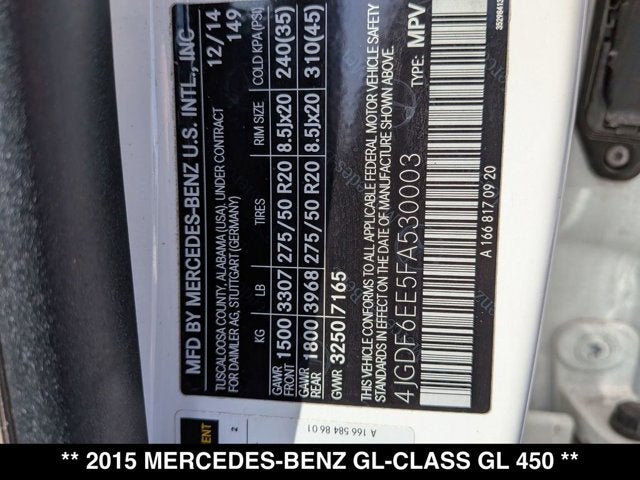 MFD BY MERCEDES-BENZ U.S. INTL., INC 12/14
TUSCALOOSA COUNTY, ALABAMA (USA), UNDER CONTRACT 149
FOR DAIMLER AG, STUTTGART (GERMANY)
KG LB TIRES RIM SIZE COLD KPA (PSI)
GAWR FRONT 1500 3307 275/50 R20 8.5Jx20 240(35)
GAWR REAR 1800 3968 275/50 R20 8.5Jx20 310(45)
GVWR 3250 7165
THIS VEHICLE CONFORMS TO ALL APPLICABLE FEDERAL MOTOR VEHICLE SAFETY
STANDARDS IN EFFECT ON THE DATE OF MANUFACTURE SHOWN ABOVE.
4JGDF6EE5FA530003 TYPE: MPV
A 166 817 09 20
2
A 166 584 86 01
** 2015 MERCEDES-BENZ GL-CLASS GL 450 **